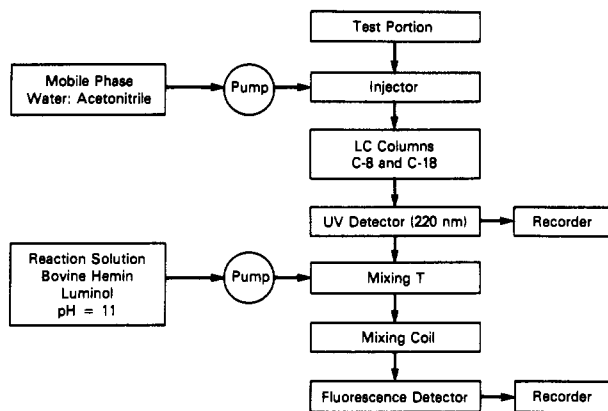 Test Portion
Mobile Phase
Water: Acetonitrile
Pump
Injector
LC Columns
C-8 and C-18
UV Detector (220 nm)
Recorder
Reaction Solution
Bovine Hemin
Luminol
pH = 11
Pump
Mixing T
Mixing Coil
Fluorescence Detector
Recorder